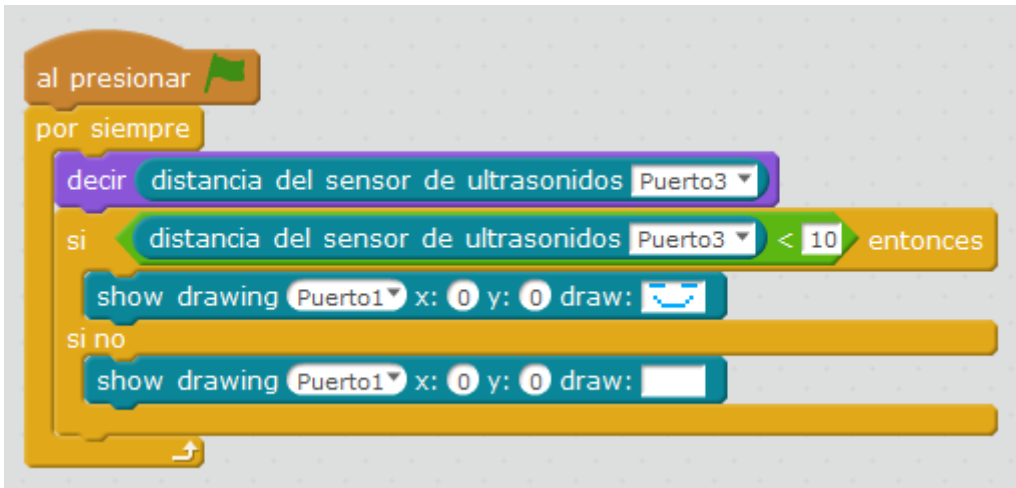 al presionar
por siempre
decir distancia del sensor de ultrasonidos Puerto3
si distancia del sensor de ultrasonidos Puerto3 < 10 entonces
show drawing Puerto1 x: 0 y: 0 draw:
si no
show drawing Puerto1 x: 0 y: 0 draw: